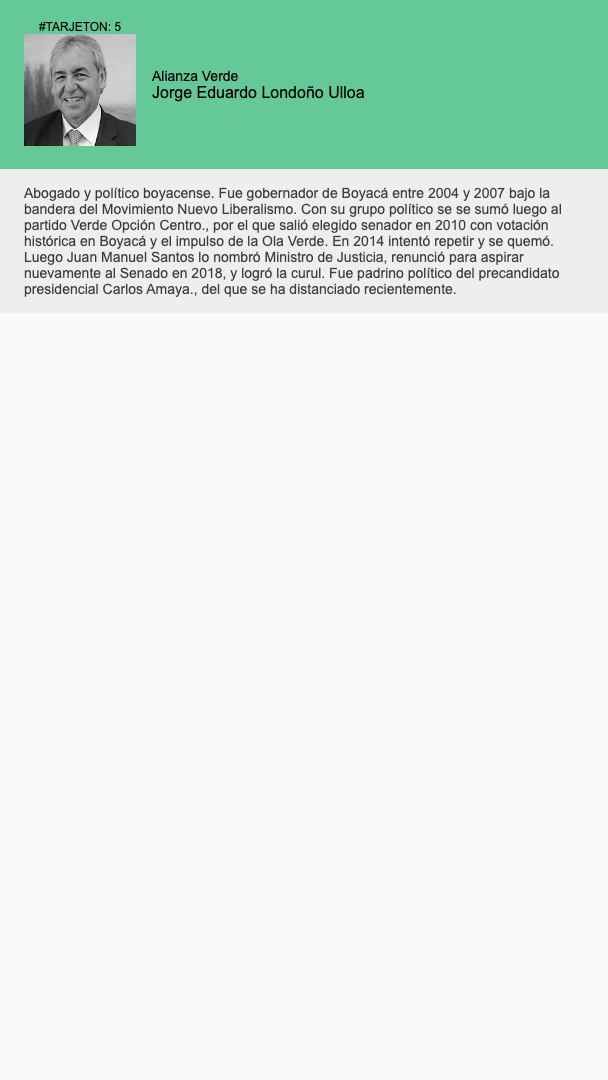 #TARJETON: 5
Alianza Verde
Jorge Eduardo Londoño Ulloa
Abogado y político boyacense. Fue gobernador de Boyacá entre 2004 y 2007 bajo la
bandera del Movimiento Nuevo Liberalismo. Con su grupo político se se sumó luego al
partido Verde Opción Centro., por el que salió elegido senador en 2010 con votación
histórica en Boyacá y el impulso de la Ola Verde. En 2014 intentó repetir y se quemó.
Luego Juan Manuel Santos lo nombró Ministro de Justicia, renunció para aspirar
nuevamente al Senado en 2018, y logró la curul. Fue padrino político del precandidato
presidencial Carlos Amaya., del que se ha distanciado recientemente.